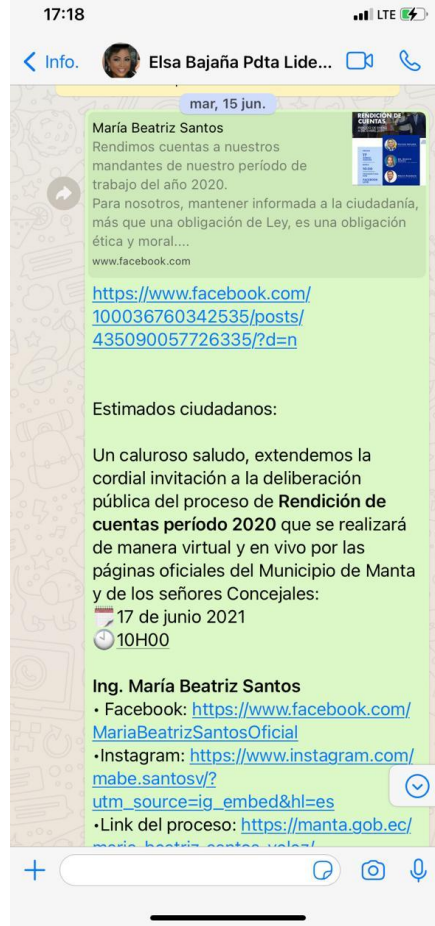 17:18
LTE
Info.
Elsa Bajaña Pdta Lide...
mar, 15 jun.
María Beatriz Santos
Rendimos cuentas a nuestros
mandantes de nuestro período de
trabajo del año 2020.
Para nosotros, mantener informada a la ciudadanía,
más que una obligación de Ley, es una obligación
ética y moral....
www.facebook.com
RENDICIÓN DE
CUENTAS
https://www.facebook.com/
100036760342535/posts/
435090057726335/?d=n
Estimados ciudadanos:
Un caluroso saludo, extendemos la
cordial invitación a la deliberación
pública del proceso de Rendición de
cuentas período 2020 que se realizará
de manera virtual y en vivo por las
páginas oficiales del Municipio de Manta
y de los señores Concejales:
17 de junio 2021
10H00
Ing. María Beatriz Santos
• Facebook: https://www.facebook.com/
MariaBeatrizSantosOficial
•Instagram: https://www.instagram.com/
mabe.santosv/?
utm_source=ig_embed&hl=es
•Link del proceso: https://manta.gob.ec/
maria-beatriz-santos-velez/